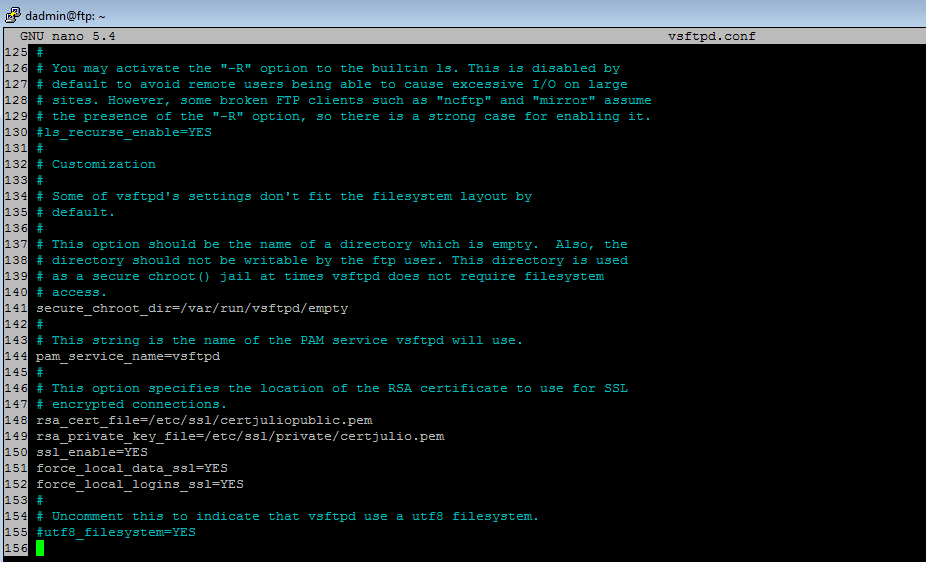 dadmin@ftp: ~
GNU nano 5.4 vsftpd.conf
125 #
126 # You may activate the "-R" option to the builtin ls. This is disabled by
127 # default to avoid remote users being able to cause excessive I/O on large
128 # sites. However, some broken FTP clients such as "ncftp" and "mirror" assume
129 # the presence of the "-R" option, so there is a strong case for enabling it.
130 #ls_recurse_enable=YES
131 #
132 # Customization
133 #
134 # Some of vsftpd's settings don't fit the filesystem layout by
135 # default.
136 #
137 # This option should be the name of a directory which is empty.  Also, the
138 # directory should not be writable by the ftp user. This directory is used
139 # as a secure chroot() jail at times vsftpd does not require filesystem
140 # access.
141 secure_chroot_dir=/var/run/vsftpd/empty
142 #
143 # This string is the name of the PAM service vsftpd will use.
144 pam_service_name=vsftpd
145 #
146 # This option specifies the location of the RSA certificate to use for SSL
147 # encrypted connections.
148 rsa_cert_file=/etc/ssl/certjuliopublic.pem
149 rsa_private_key_file=/etc/ssl/private/certjulio.pem
150 ssl_enable=YES
151 force_local_data_ssl=YES
152 force_local_logins_ssl=YES
153 #
154 # Uncomment this to indicate that vsftpd use a utf8 filesystem.
155 #utf8_filesystem=YES
156